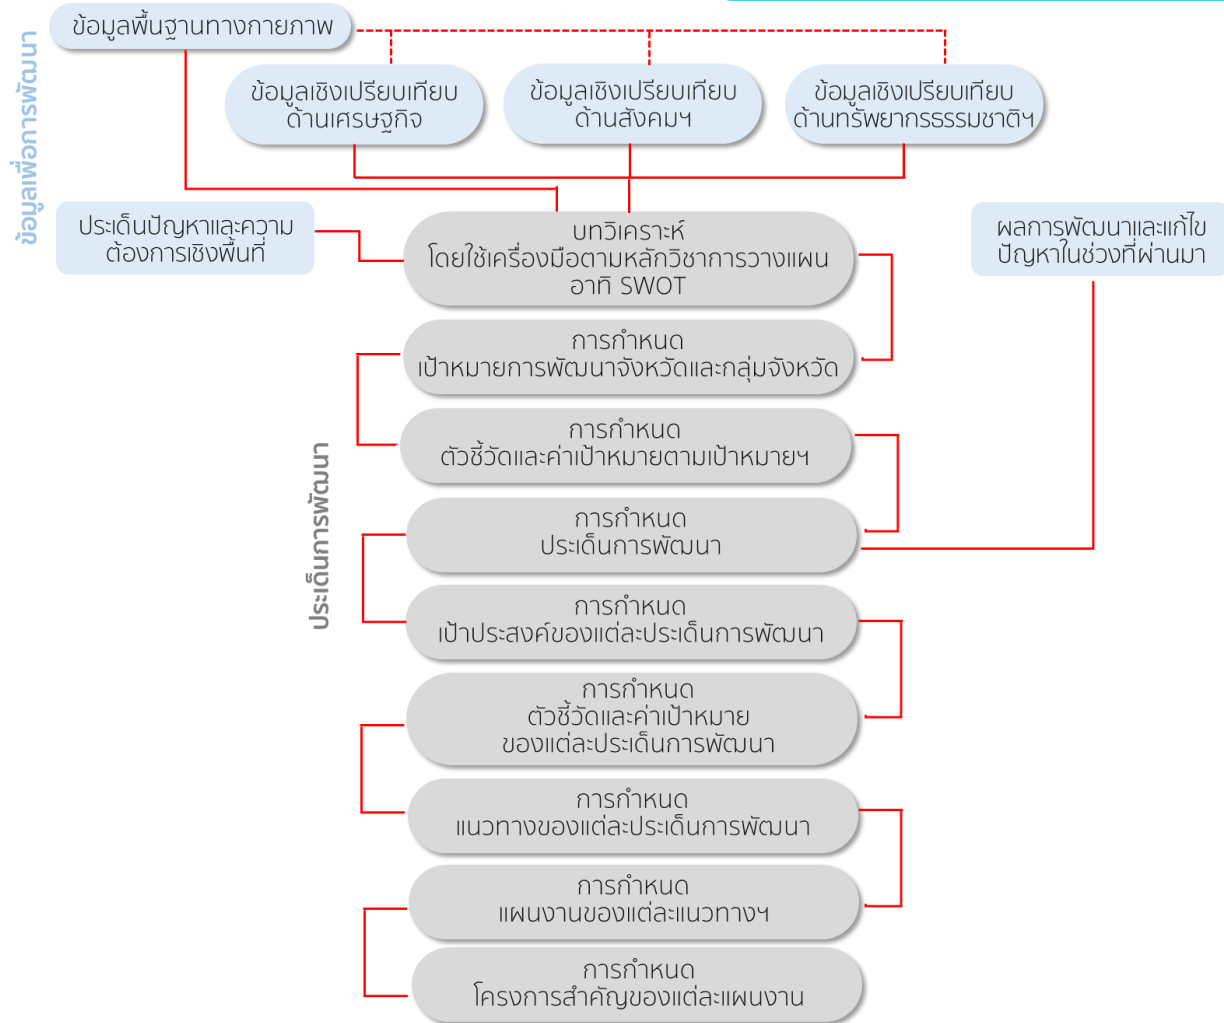 ข้อมูลเพื่อการพัฒนา
ข้อมูลพื้นฐานทางกายภาพ
ข้อมูลเชิงเปรียบเทียบ
ด้านเศรษฐกิจ
ข้อมูลเชิงเปรียบเทียบ
ด้านสังคมฯ
ข้อมูลเชิงเปรียบเทียบ
ด้านทรัพยากรธรรมชาติฯ
ประเด็นปัญหาและความ
ต้องการเชิงพื้นที่
บทวิเคราะห์
โดยใช้เครื่องมือตามหลักวิชาการวางแผน
อาทิ SWOT
ผลการพัฒนาและแก้ไข
ปัญหาในช่วงที่ผ่านมา
ประเด็นการพัฒนา
การกำหนด
เป้าหมายการพัฒนาจังหวัดและกลุ่มจังหวัด
การกำหนด
ตัวชี้วัดและค่าเป้าหมายตามเป้าหมายฯ
การกำหนด
ประเด็นการพัฒนา
การกำหนด
เป้าประสงค์ของแต่ละประเด็นการพัฒนา
การกำหนด
ตัวชี้วัดและค่าเป้าหมาย
ของแต่ละประเด็นการพัฒนา
การกำหนด
แนวทางของแต่ละประเด็นการพัฒนา
การกำหนด
แผนงานของแต่ละแนวทางฯ
การกำหนด
โครงการสำคัญของแต่ละแผนงาน